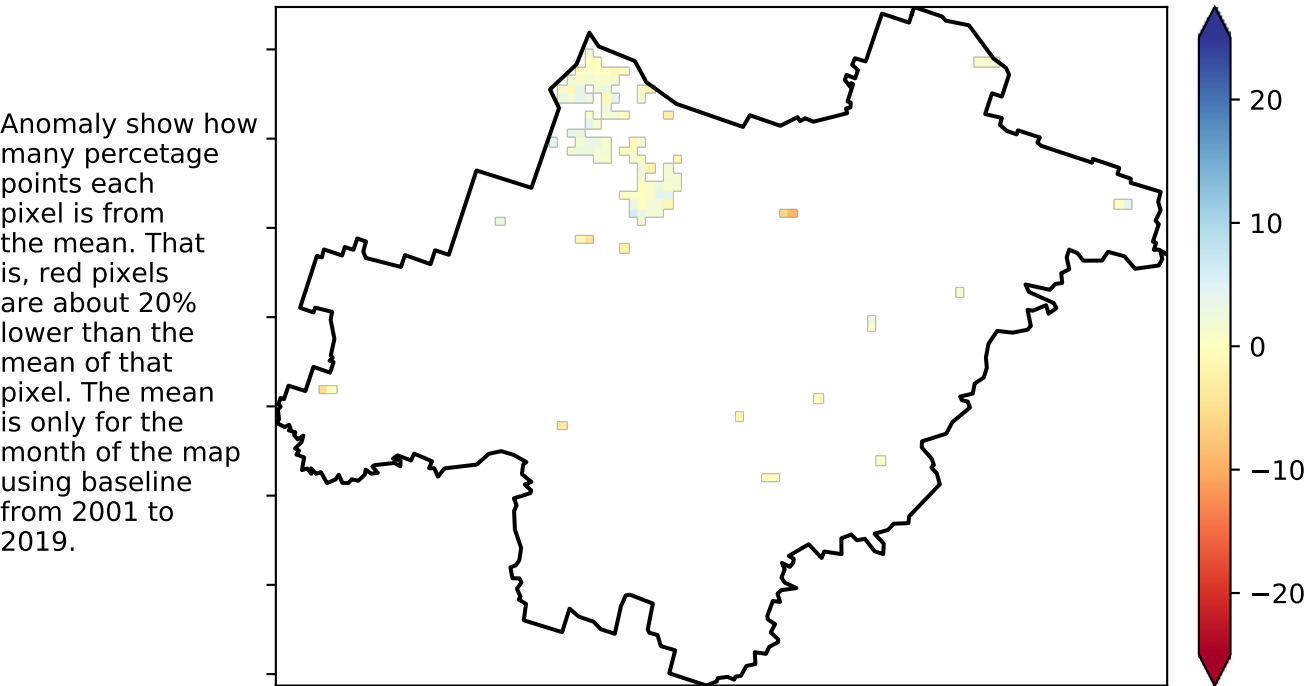 Anomaly show how
many percetage
points each
pixel is from
the mean. That
is, red pixels
are about 20%
lower than the
mean of that
pixel. The mean
is only for the
month of the map
using baseline
from 2001 to
2019.
20
10
0
−10
−20